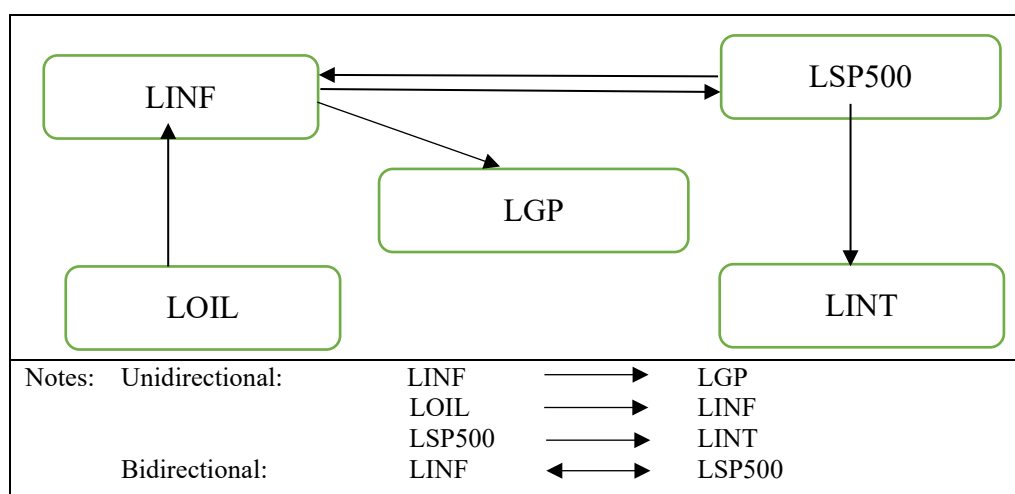 LSP500
LINF
LGP
LOIL
LINT
Notes: Unidirectional: LINF LGP
LOIL LINF
LSP500 LINT
Bidirectional: LINF LSP500